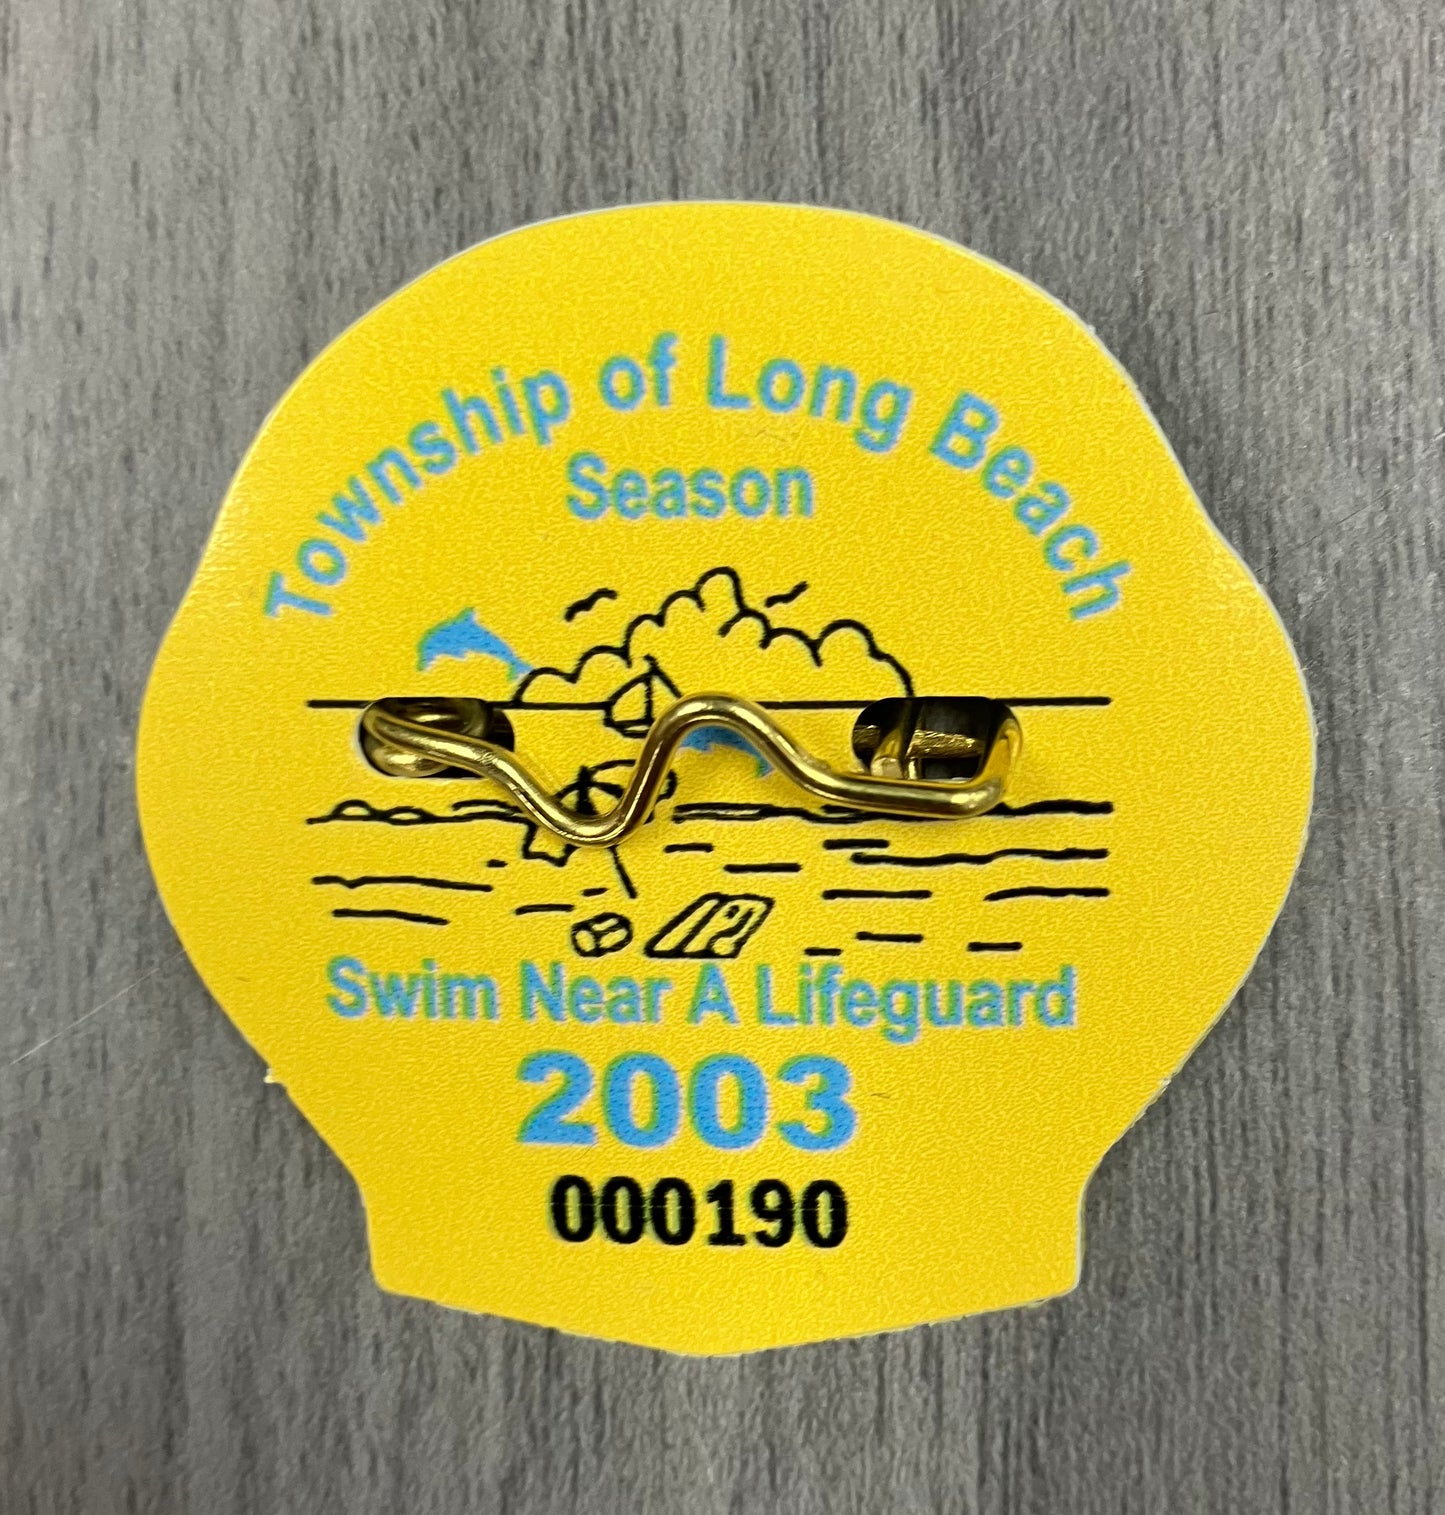 Township of Long Beach
Season
Swim Near A Lifeguard
2003
000190